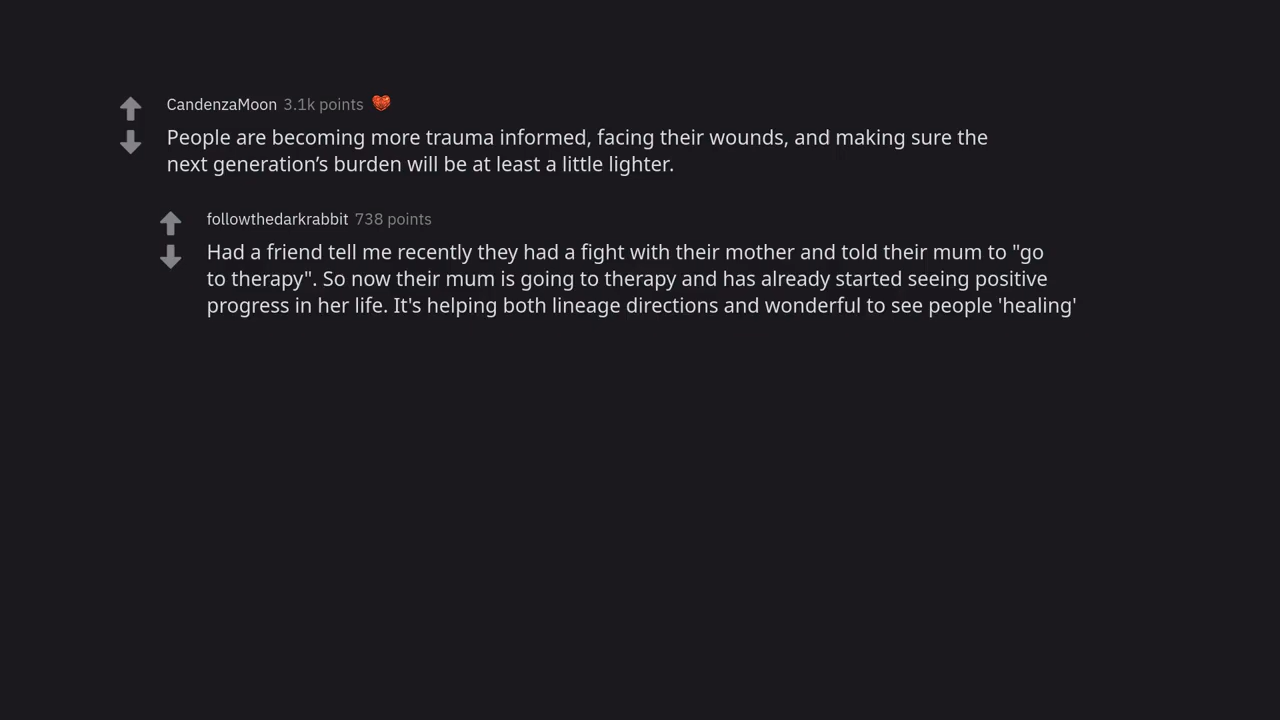 CandenzaMoon 3.1k points
People are becoming more trauma informed, facing their wounds, and making sure the
next generation’s burden will be at least a little lighter.
followthedarkrabbit 738 points
Had a friend tell me recently they had a fight with their mother and told their mum to "go
to therapy". So now their mum is going to therapy and has already started seeing positive
progress in her life. It's helping both lineage directions and wonderful to see people 'healing'